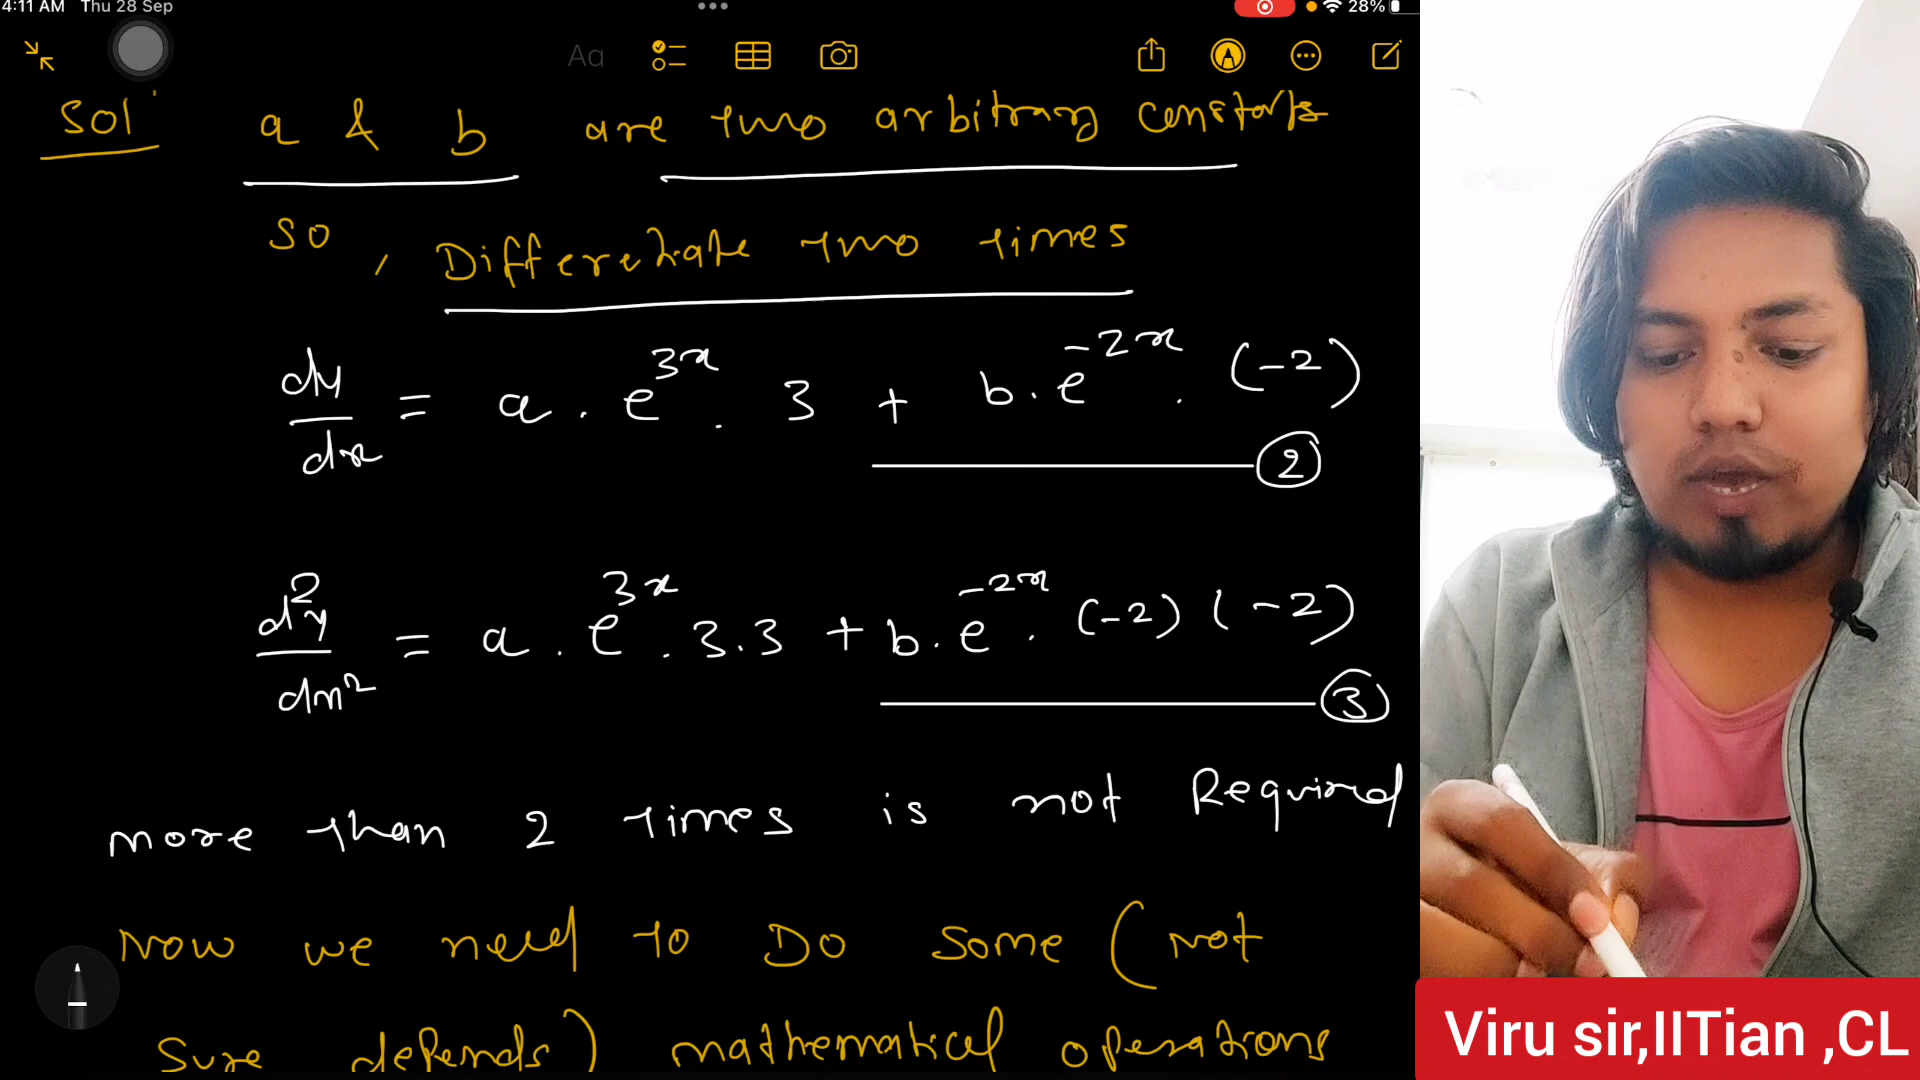 4:11 AM Thu 28 Sep
28%
Aa
Sol
a & b are two arbitrary constants
so, Differentiate two times
dy/dx = a . e^3x . 3 + b . e^-2x . (-2)
②
d²y/dx² = a . e^3x . 3.3 + b . e^-2x . (-2) (-2)
③
more than 2 times is not Required
Now we need to Do some (not
sure depends) mathematical operations
Viru sir,IITian ,CL